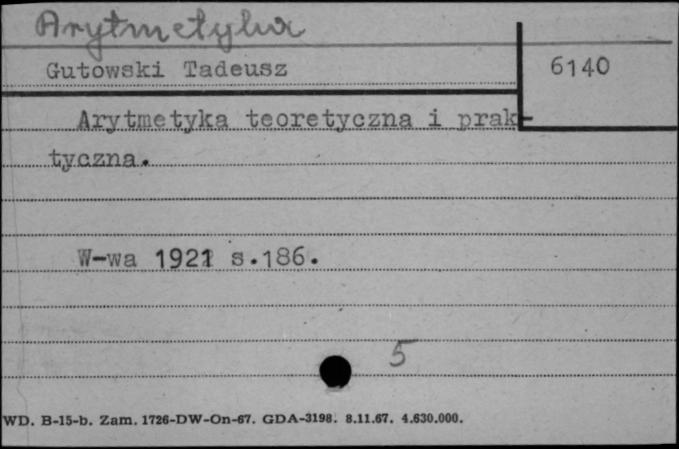 Arytmetyka
Gutowski Tadeusz
6140
Arytmetyka teoretyczna i prak-
tyczna.
W-wa 1921 s.186.
5
WD. B-15-b. Zam. 1726-DW-On-67. GDA-3198. 8.11.67. 4.630.000.